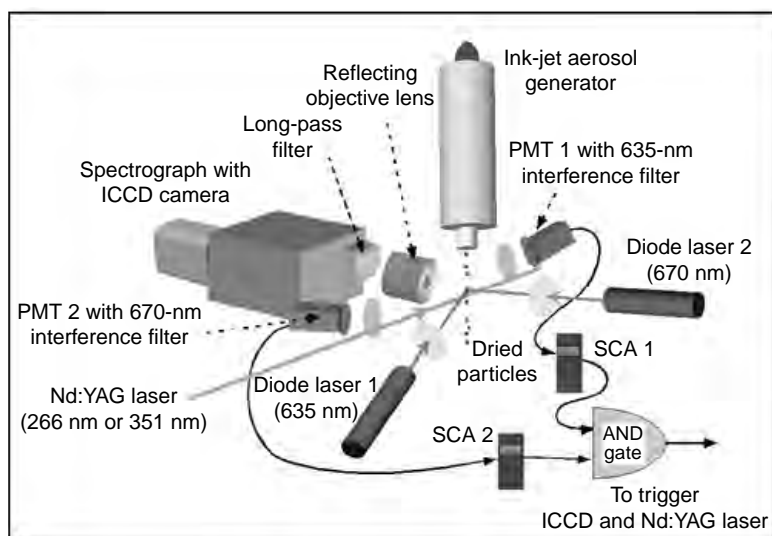 Ink-jet aerosol
generator
Reflecting
objective lens
Long-pass
filter
PMT 1 with 635-nm
interference filter
Spectrograph with
ICCD camera
Diode laser 2
(670 nm)
PMT 2 with 670-nm
interference filter
Dried
particles
SCA 1
Nd:YAG laser
(266 nm or 351 nm)
Diode laser 1
(635 nm)
SCA 2
AND
gate
To trigger
ICCD and Nd:YAG laser